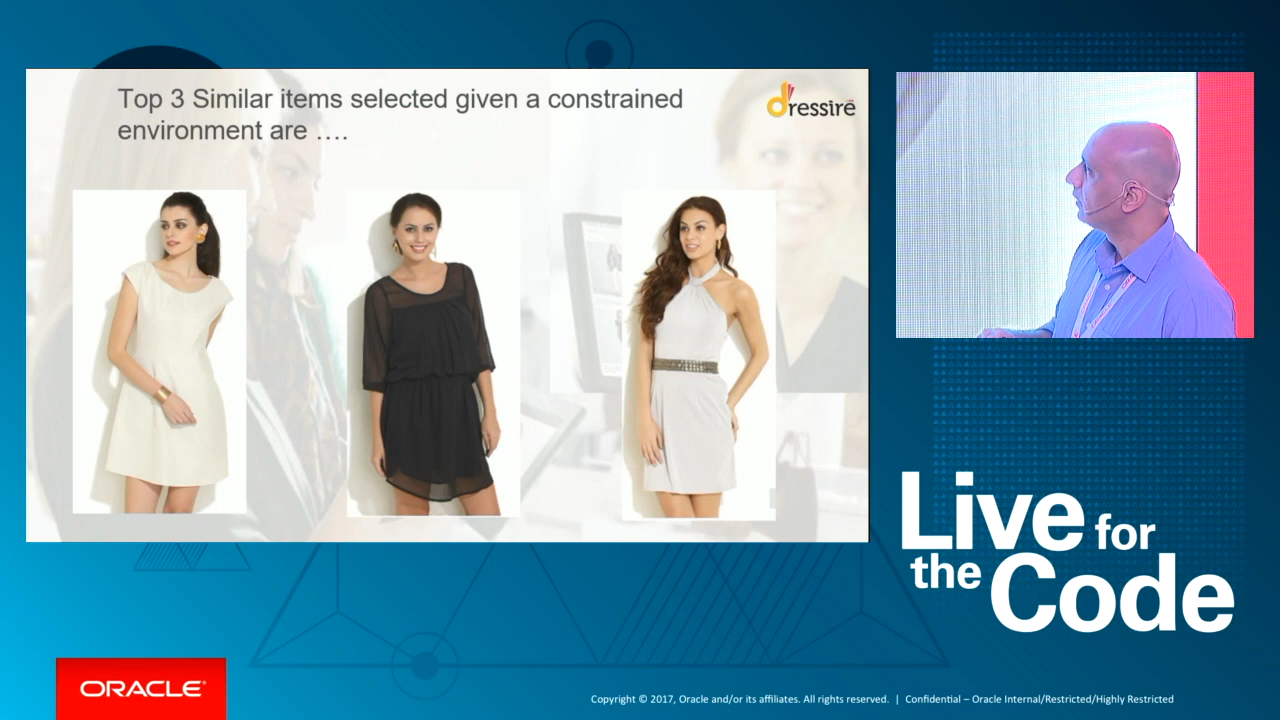 Top 3 Similar items selected given a constrained
environment are ….
dressire
Live for
the Code
ORACLE
Copyright © 2017, Oracle and/or its affiliates. All rights reserved. | Confidential – Oracle Internal/Restricted/Highly Restricted